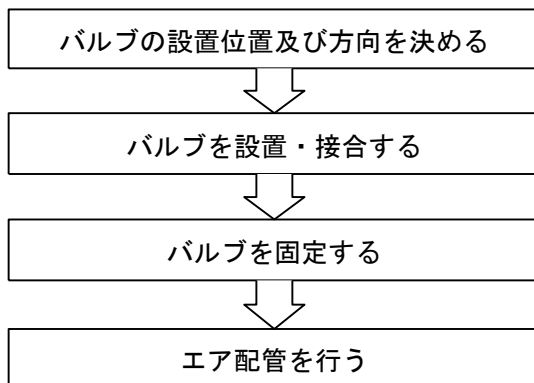 バルブの設置位置及び方向を決める
バルブを設置・接合する
バルブを固定する
エア配管を行う